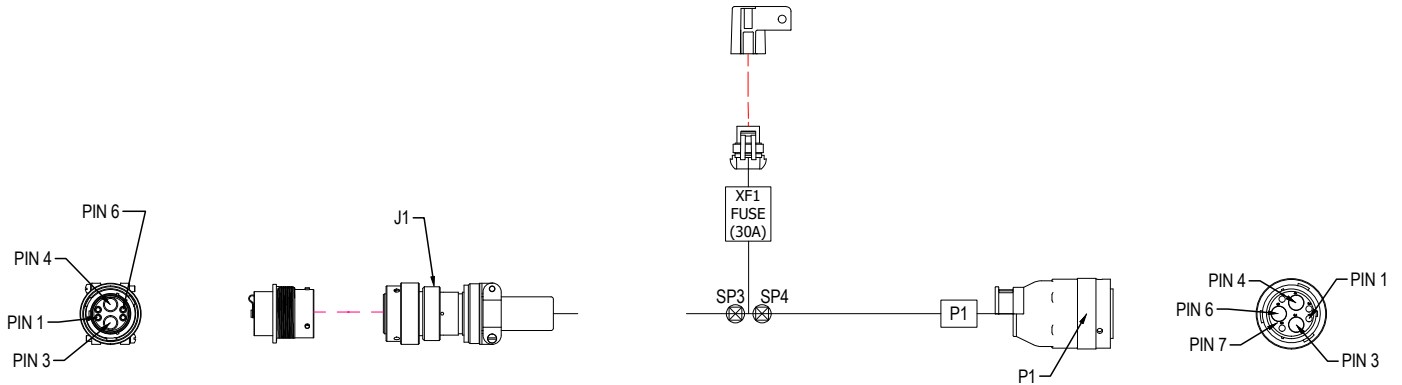 XF1
FUSE
(30A)
PIN 6
J1
PIN 4
PIN 1
PIN 3
SP3
SP4
P1
P1
PIN 4
PIN 1
PIN 6
PIN 7
PIN 3